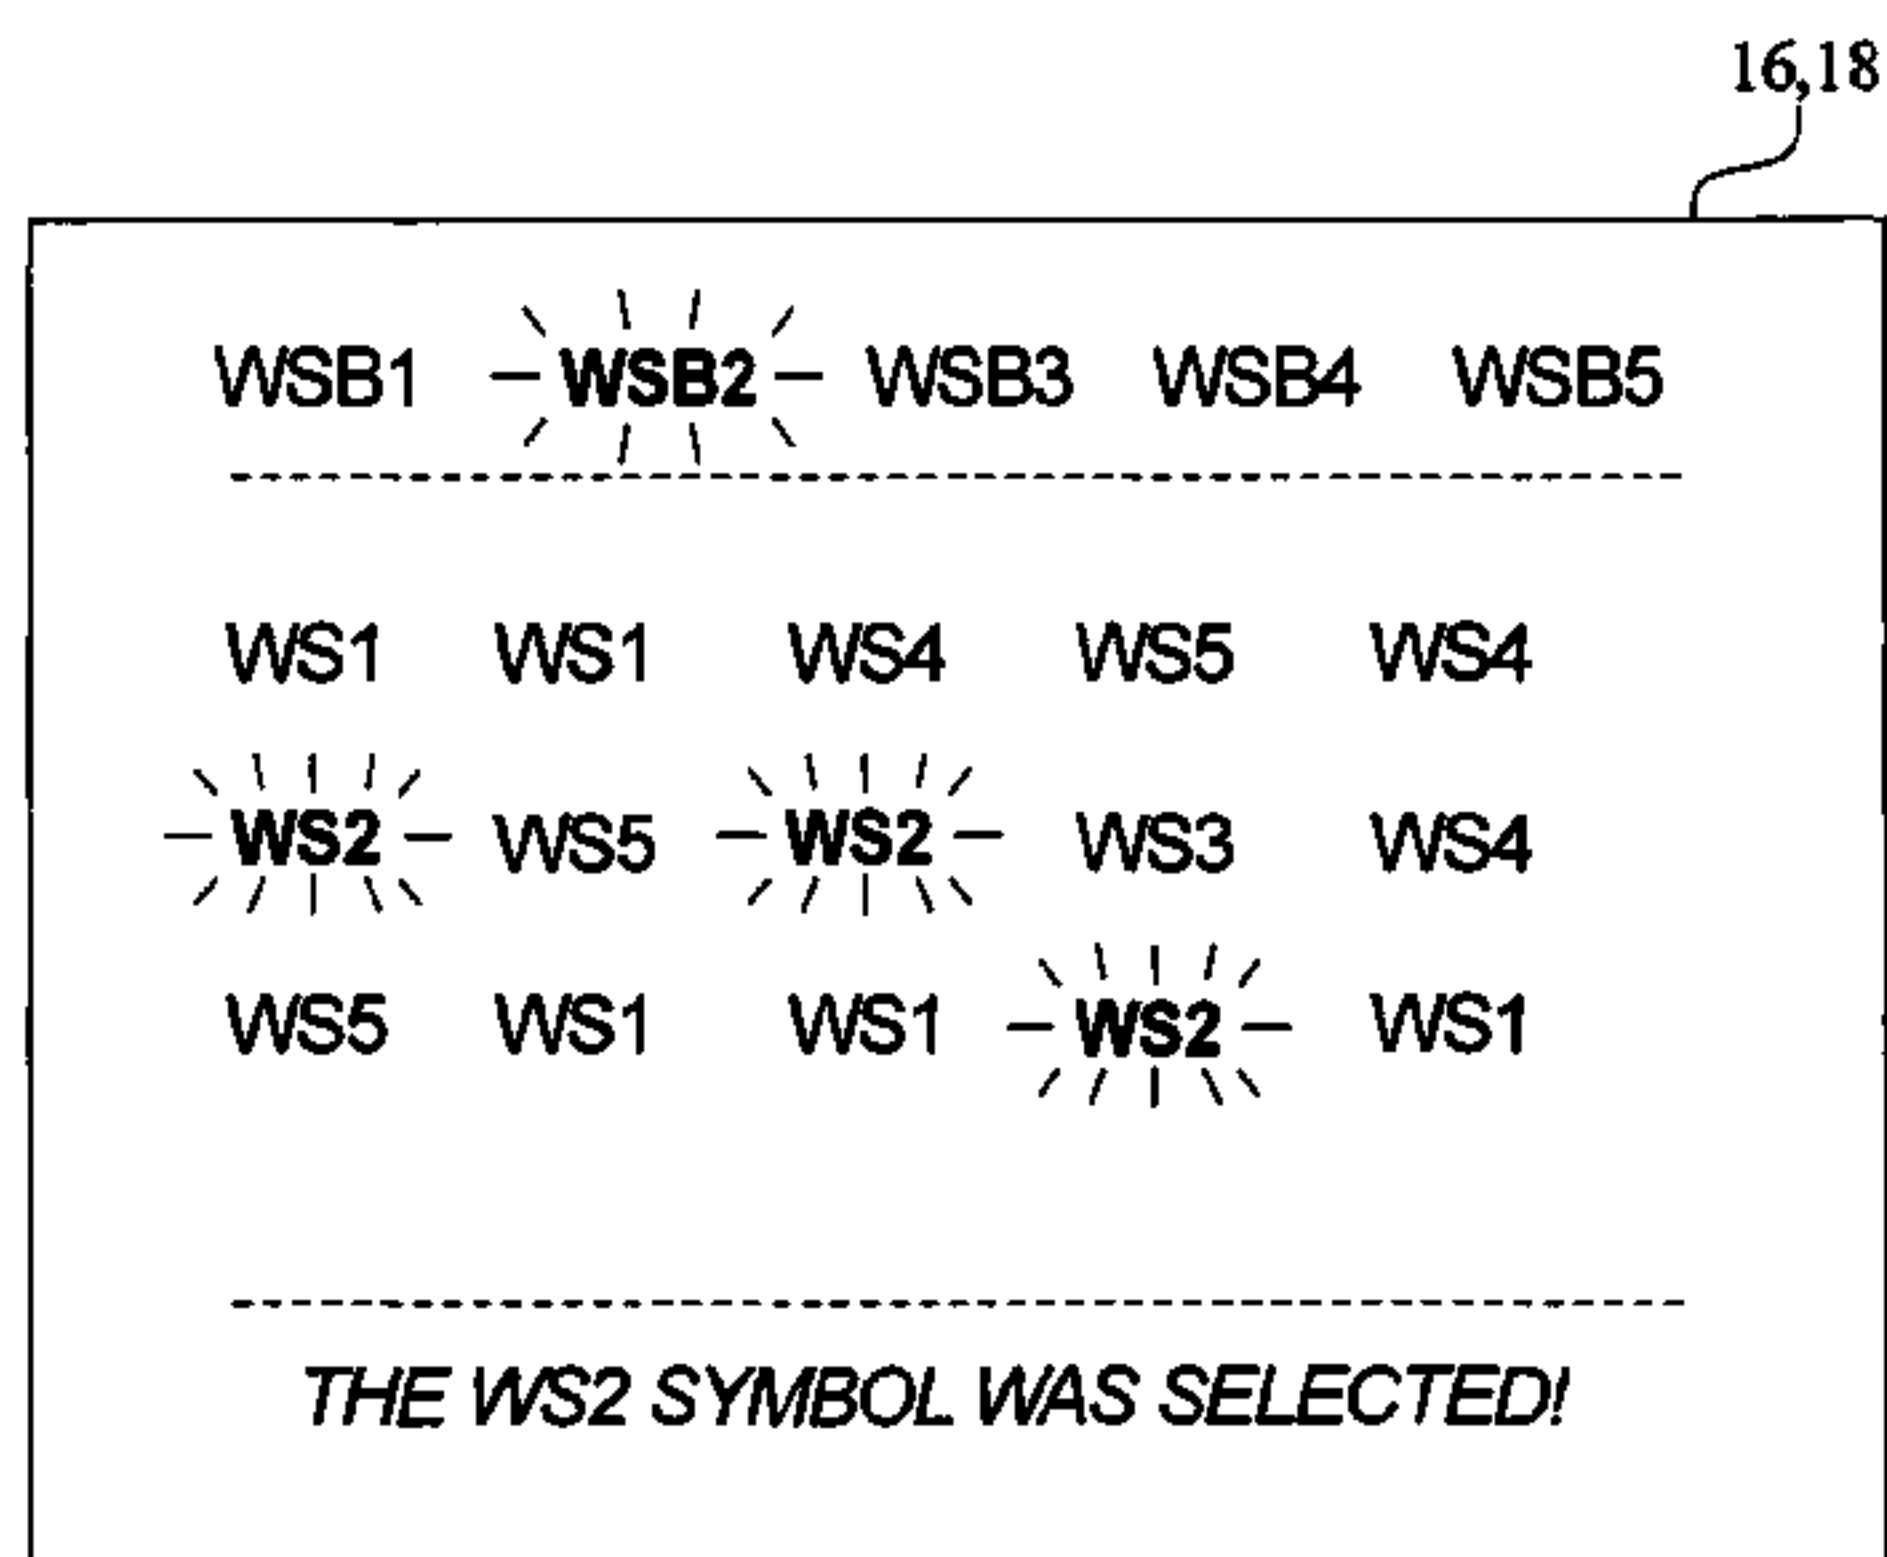 16,18
WSB1 WSB2 WSB3 WSB4 WSB5
WS1 WS1 WS4 WS5 WS4
WS2 WS5 WS2 WS3 WS4
WS5 WS1 WS1 WS2 WS1
THE WS2 SYMBOL WAS SELECTED!